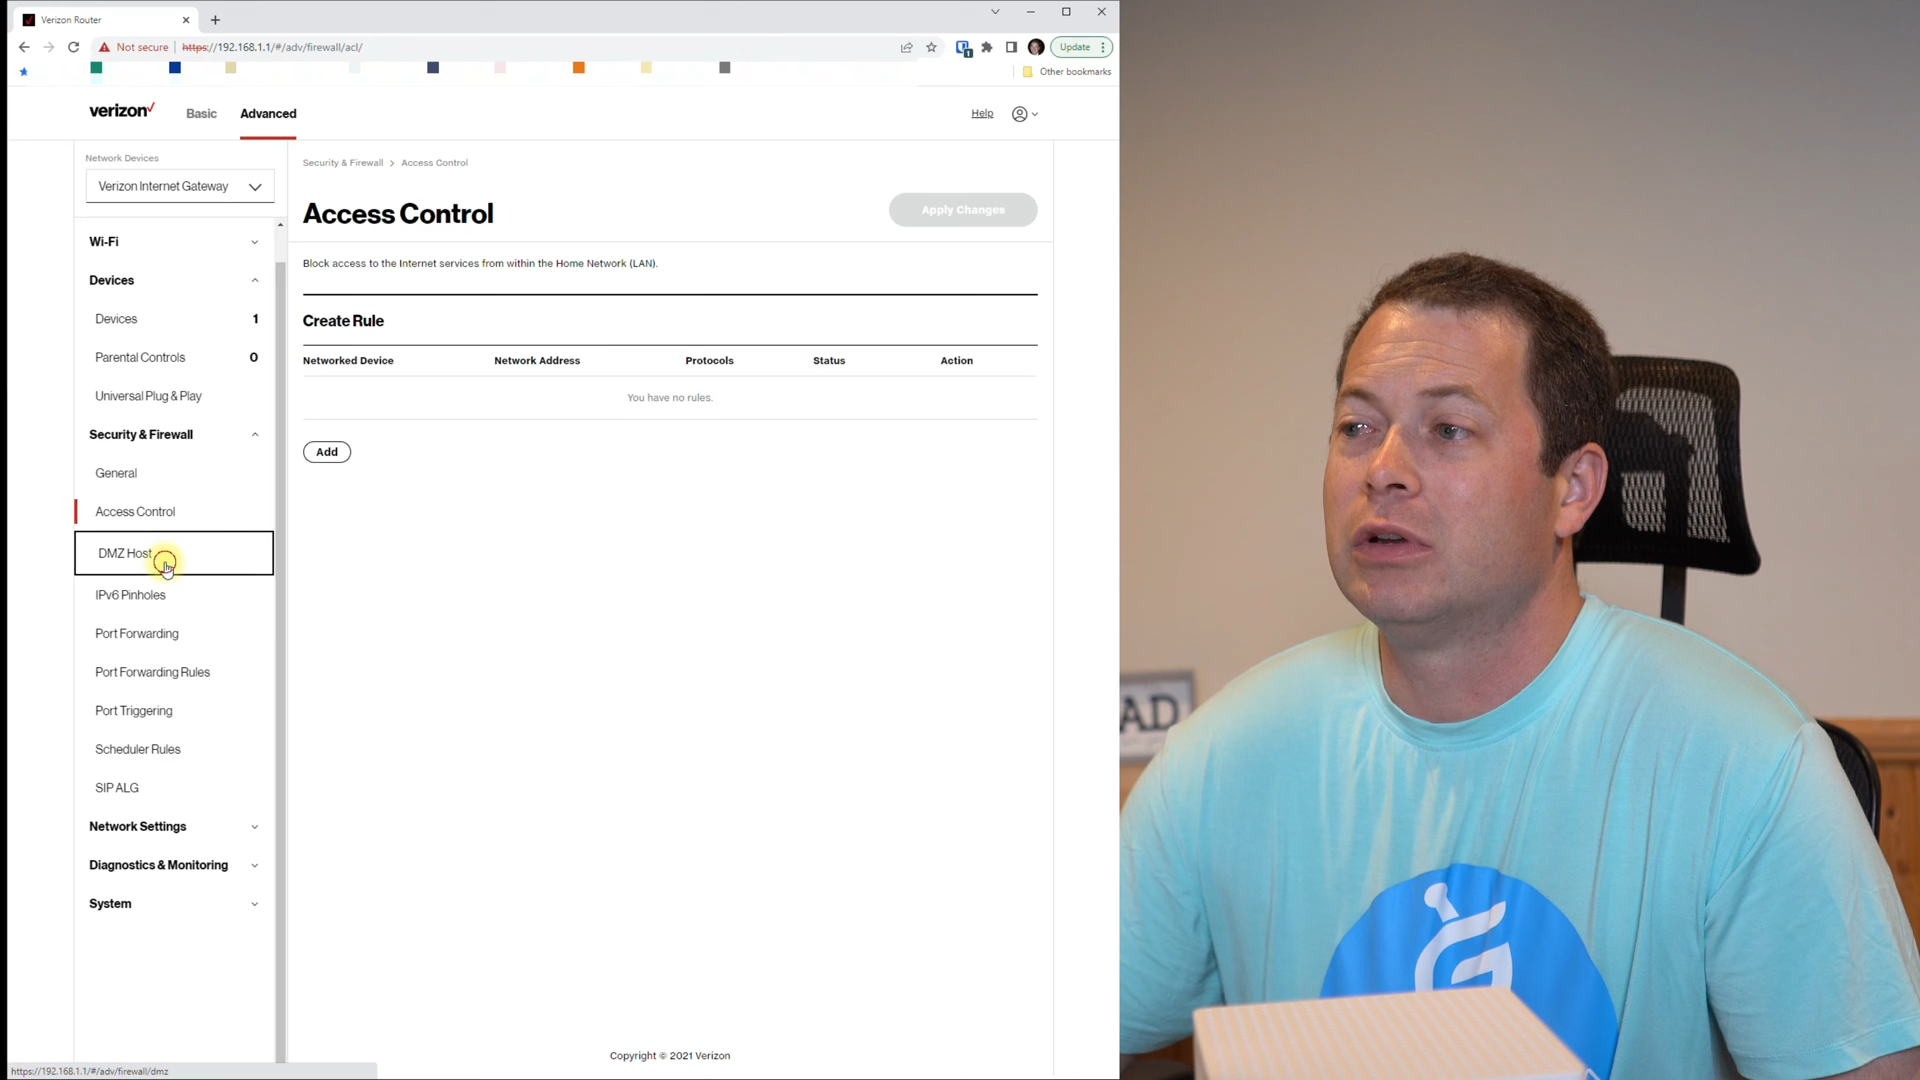 Verizon Router
Not secure https://192.168.1.1/#/adv/firewall/acl/
1
Update
Other bookmarks
verizon Basic Advanced Help
Network Devices
Verizon Internet Gateway
Wi-Fi
Devices
Devices 1
Parental Controls 0
Universal Plug & Play
Security & Firewall
General
Access Control
DMZ Host
IPv6 Pinholes
Port Forwarding
Port Forwarding Rules
Port Triggering
Scheduler Rules
SIP ALG
Network Settings
Diagnostics & Monitoring
System
Security & Firewall > Access Control
Access Control
Apply Changes
Block access to the Internet services from within the Home Network (LAN).
Create Rule
Networked Device Network Address Protocols Status Action
You have no rules.
Add
Copyright © 2021 Verizon
https://192.168.1.1/#/adv/firewall/dmz
AD